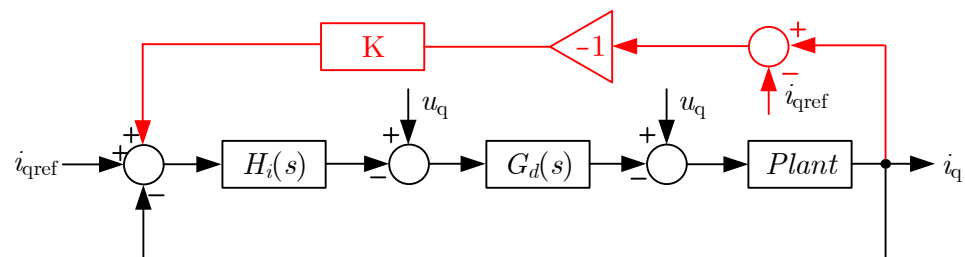 K
-1
+
−
i_qref
u_q
u_q
+
+
+
+
i_qref
H_i(s)
−
G_d(s)
−
Plant
i_q
−